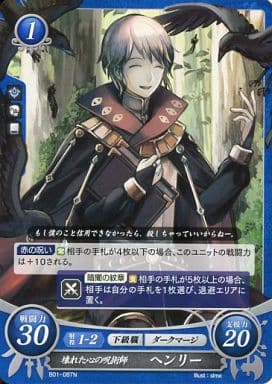 1
もし僕のこと信用できなかったら、殺しちゃっていいからねー。
赤の呪い 常 相手の手札が4枚以下の場合、このユニットの戦闘力
は+10される。
暗闇の紋章 相手の手札が5枚以上の場合、
相手は自分の手札を1枚選び、退避エリアに
置く。
戦闘力
30
射程
1-2
下級職
ダークマージ
支援力
20
壊れた心の呪術師 ヘンリー
B01-087N
Illust: